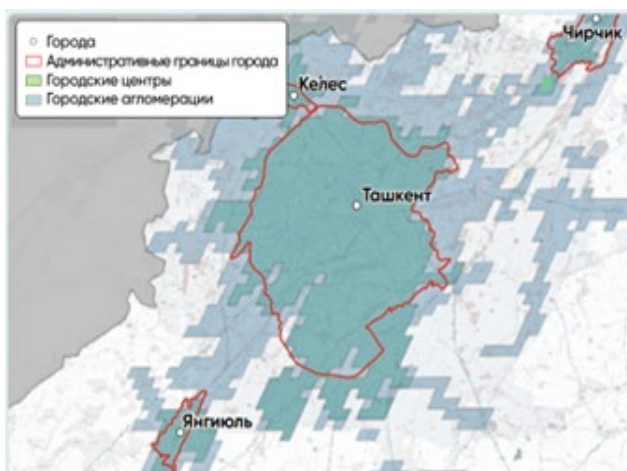 Города
Административные границы города
Городские центры
Городские агломерации
Чирчик
Келес
Ташкент
Янгиюль